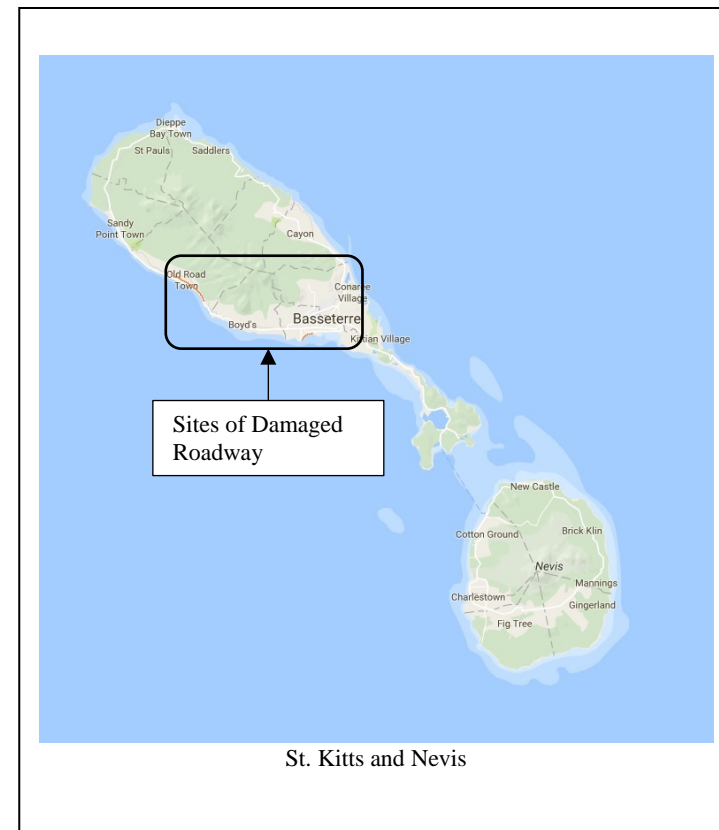 Dieppe
Bay Town
St Pauls
Saddlers
Sandy
Point Town
Cayon
Old Road
Town
Conaree
Village
Boyd's
Basseterre
Kittian Village
Sites of Damaged
Roadway
New Castle
Cotton Ground
Brick Klin
Nevis
Mannings
Charlestown
Gingerland
Fig Tree
St. Kitts and Nevis